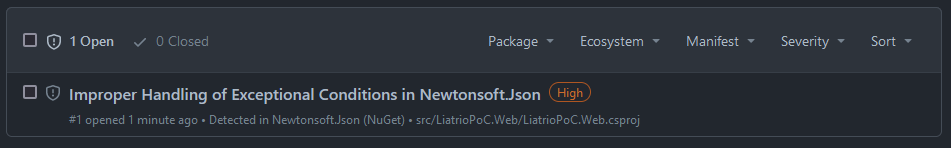 1 Open 0 Closed Package Ecosystem Manifest Severity Sort
Improper Handling of Exceptional Conditions in Newtonsoft.Json High
#1 opened 1 minute ago • Detected in Newtonsoft.Json (NuGet) • src/LiatrioPoC.Web/LiatrioPoC.Web.csproj